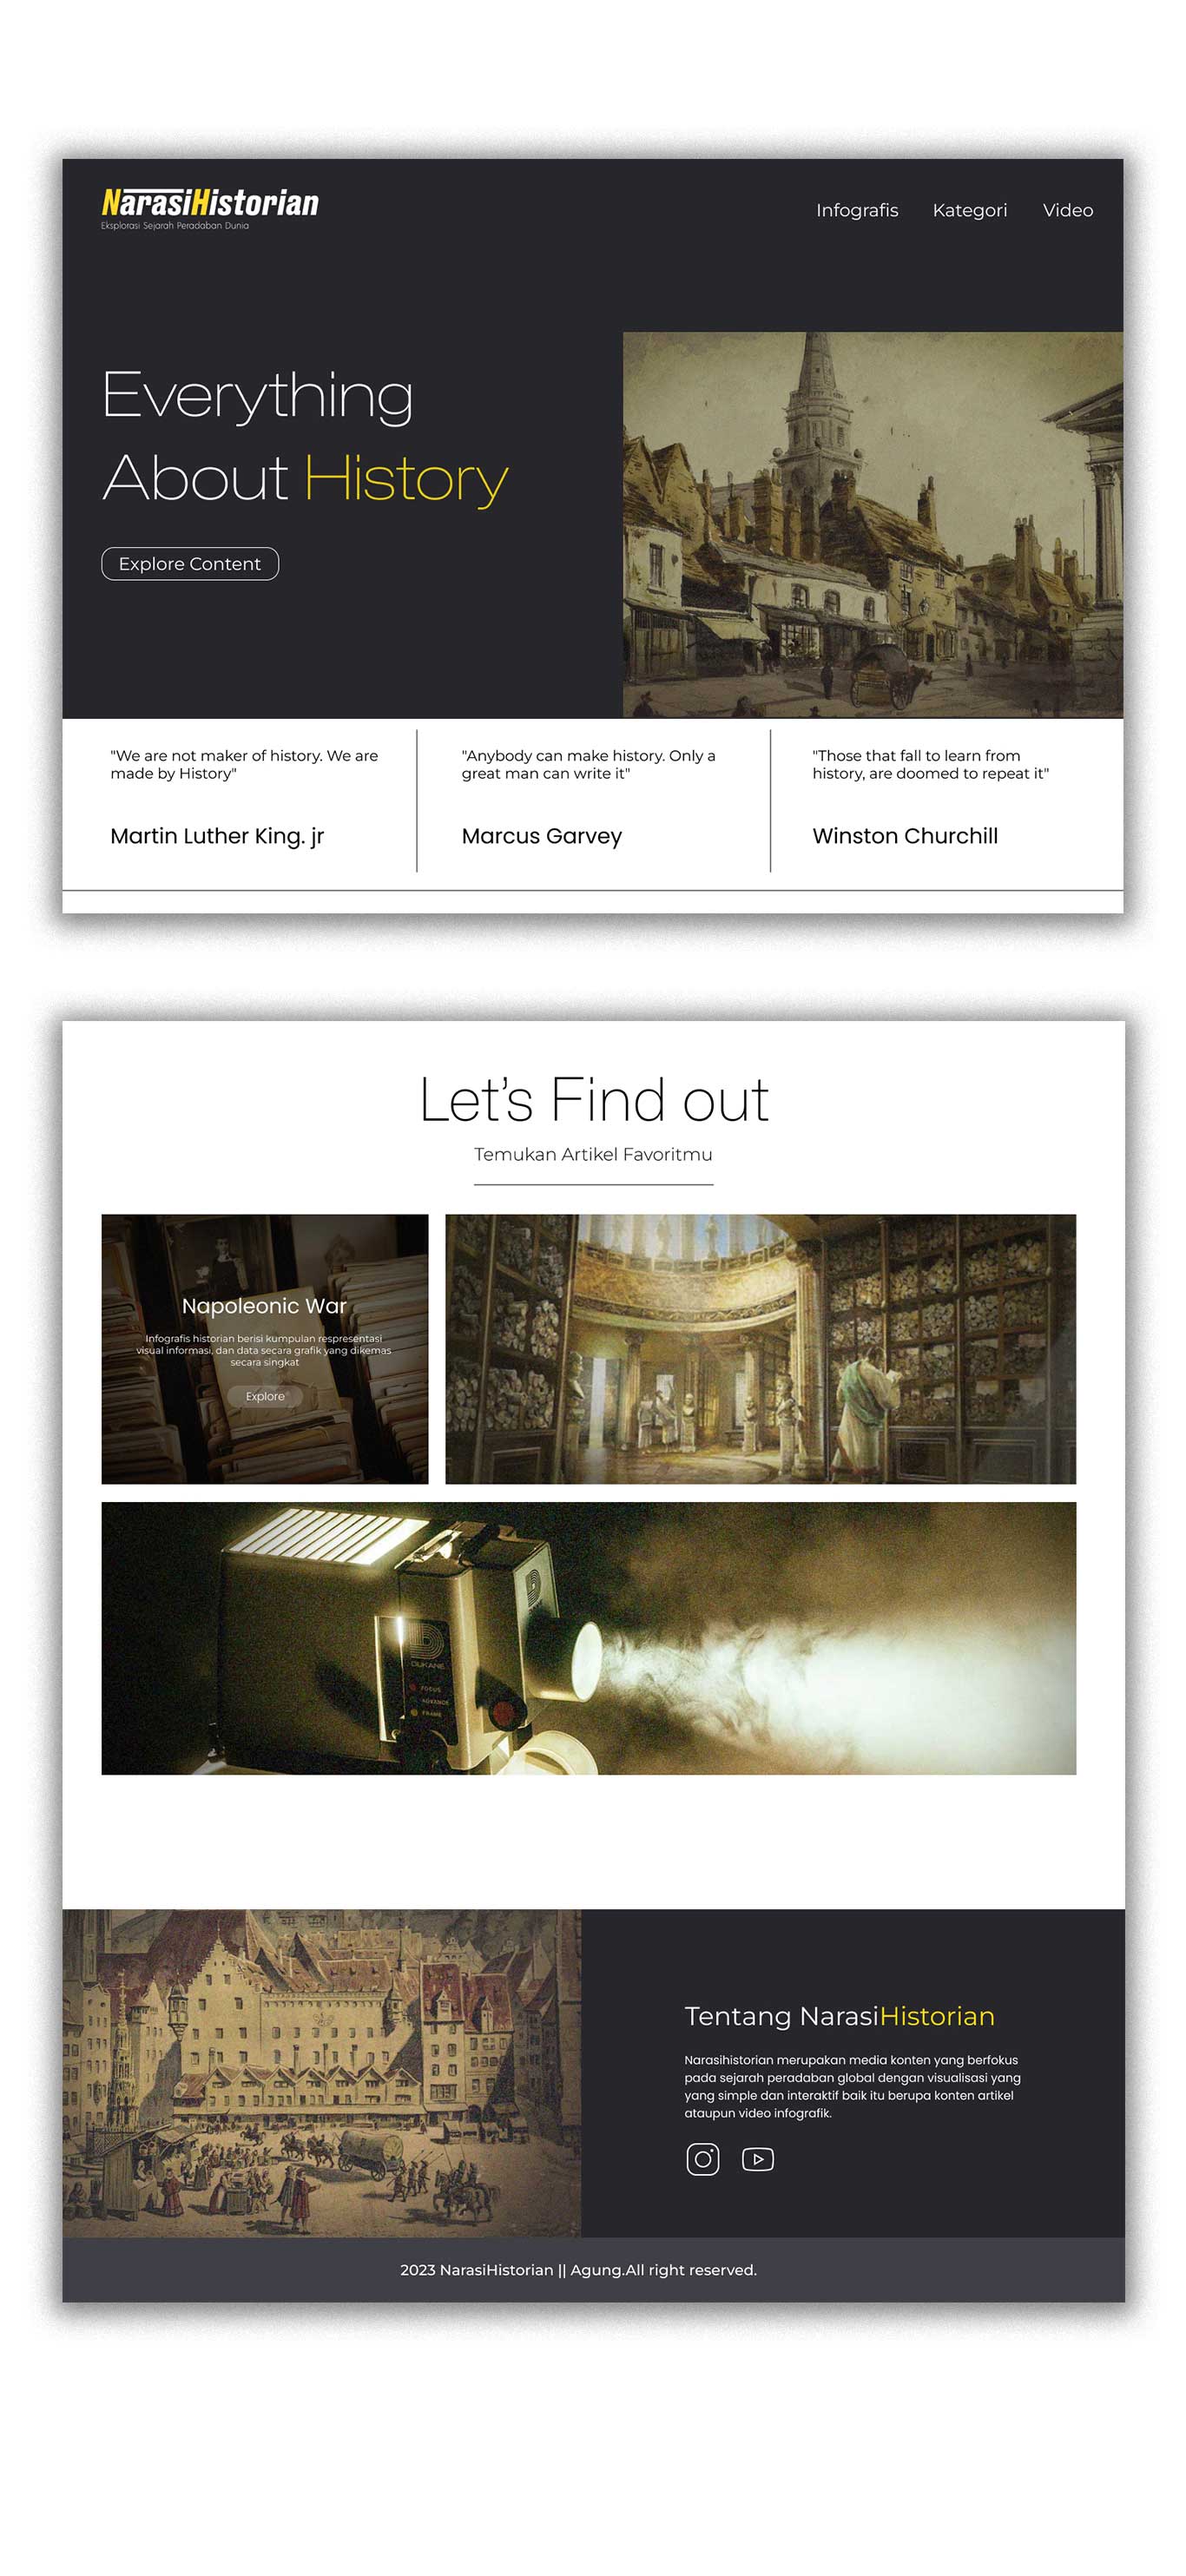 NarasiHistorian
Eksplorasi Sejarah Peradaban Dunia
Infografis Kategori Video
Everything
About History
Explore Content
"We are not maker of history. We are
made by History"
Martin Luther King. jr
"Anybody can make history. Only a
great man can write it"
Marcus Garvey
"Those that fall to learn from
history, are doomed to repeat it"
Winston Churchill
Let's Find out
Temukan Artikel Favoritmu
Napoleonic War
Infografis historian berisi kumpulan respresentasi
visual informasi, dan data secara grafik yang dikemas
secara singkat
Explore
DUKANE
FOCUS
ADVANCE
FRAME
Tentang NarasiHistorian
Narasihistorian merupakan media konten yang berfokus
pada sejarah peradaban global dengan visualisasi yang
yang simple dan interaktif baik itu berupa konten artikel
ataupun video infografik.
2023 NarasiHistorian || Agung.All right reserved.